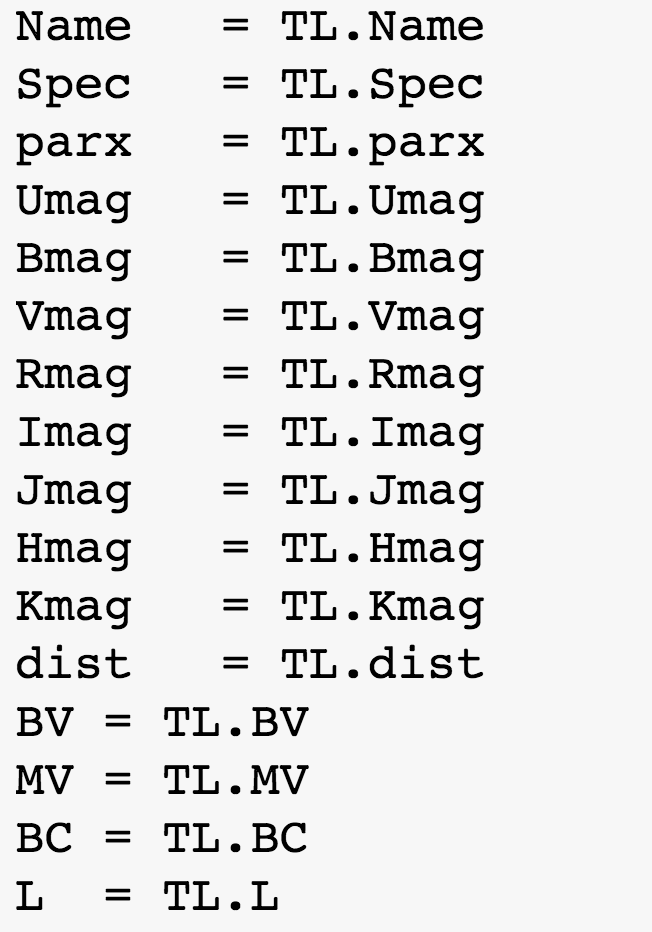 Name   = TL.Name
Spec   = TL.Spec
parx   = TL.parx
Umag   = TL.Umag
Bmag   = TL.Bmag
Vmag   = TL.Vmag
Rmag   = TL.Rmag
Imag   = TL.Imag
Jmag   = TL.Jmag
Hmag   = TL.Hmag
Kmag   = TL.Kmag
dist   = TL.dist
BV = TL.BV
MV = TL.MV
BC = TL.BC
L  = TL.L